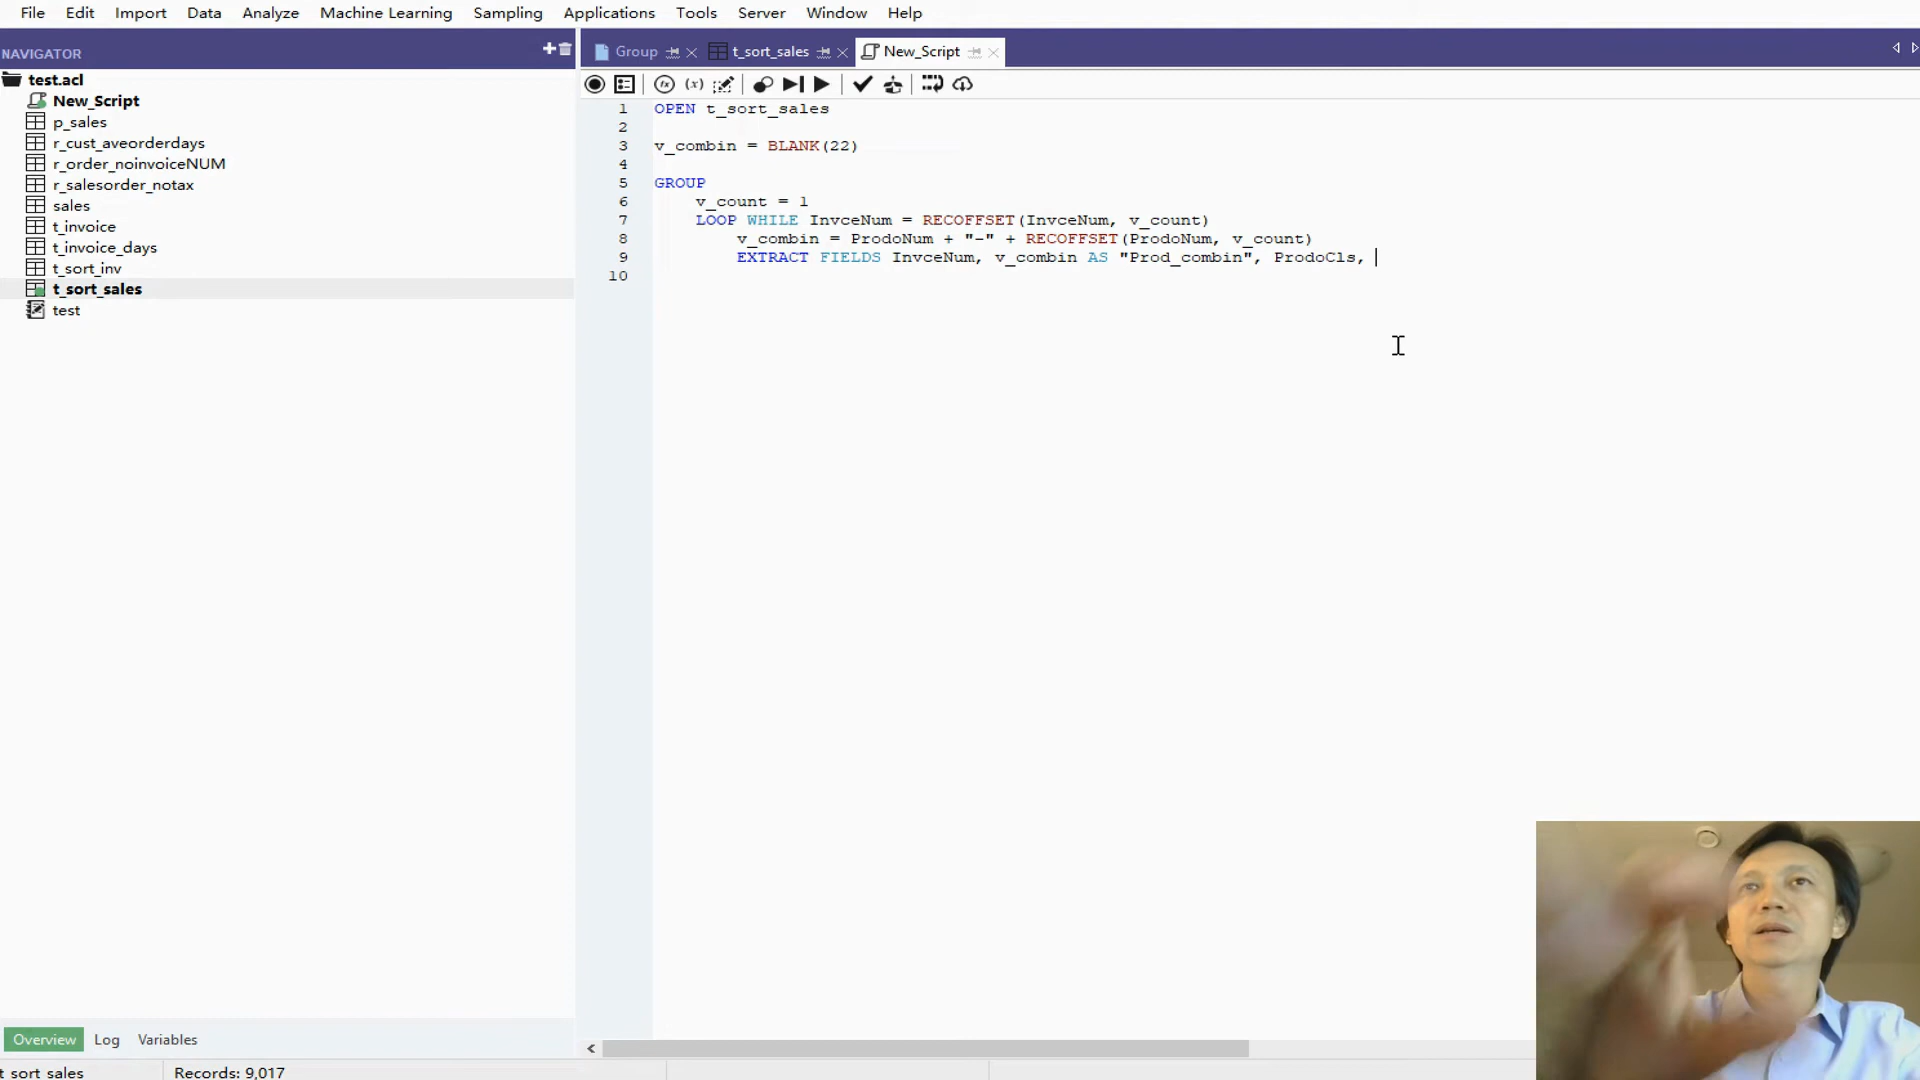 File Edit Import Data Analyze Machine Learning Sampling Applications Tools Server Window Help
NAVIGATOR
test.acl
New_Script
p_sales
r_cust_aveorderdays
r_order_noinvoiceNUM
r_salesorder_notax
sales
t_invoice
t_invoice_days
t_sort_inv
t_sort_sales
test
Group t_sort_sales New_Script
1 OPEN t_sort_sales
2
3 v_combin = BLANK(22)
4
5 GROUP
6 v_count = 1
7 LOOP WHILE InvceNum = RECOFFSET(InvceNum, v_count)
8 v_combin = ProdoNum + "-" + RECOFFSET(ProdoNum, v_count)
9 EXTRACT FIELDS InvceNum, v_combin AS "Prod_combin", ProdoCls,
10
Overview Log Variables
t sort sales Records: 9,017